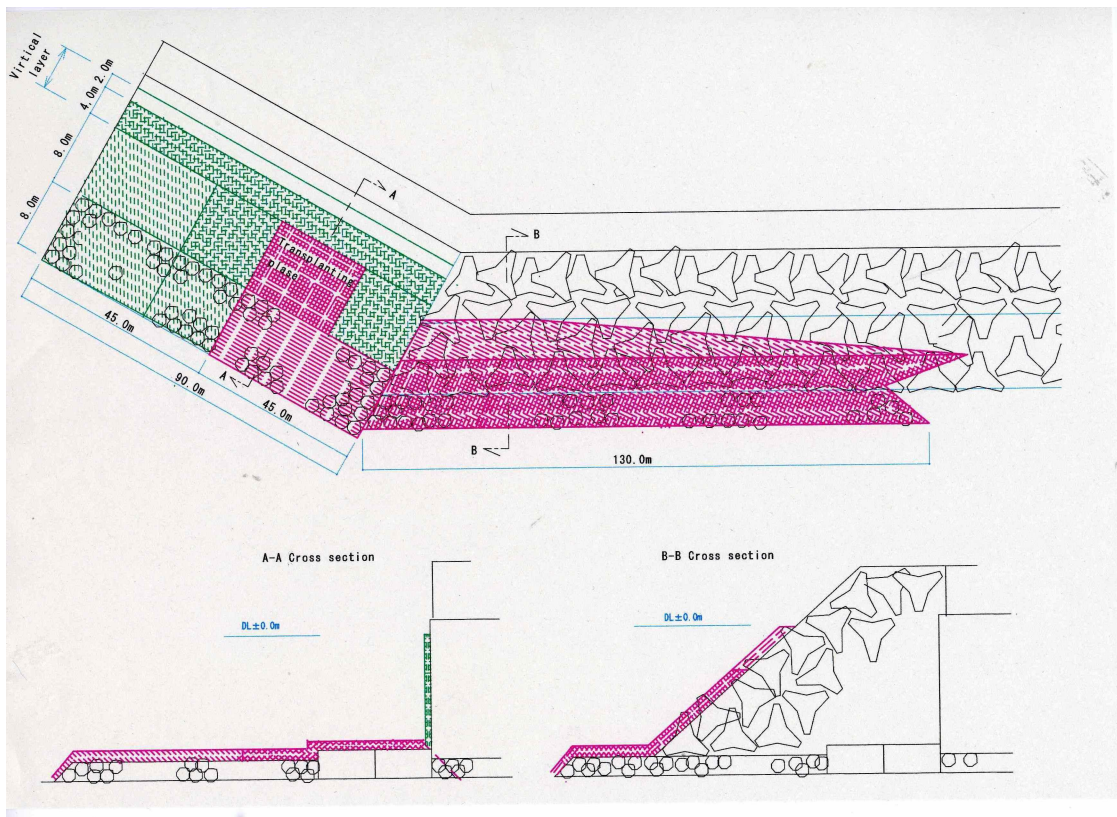 Virtical
layer
2.0m
4.0m
8.0m
8.0m
A
B
Transplanting
plase
45.0m
A
90.0m
45.0m
B
130.0m
A-A Cross section
B-B Cross section
DL±0.0m
DL±0.0m